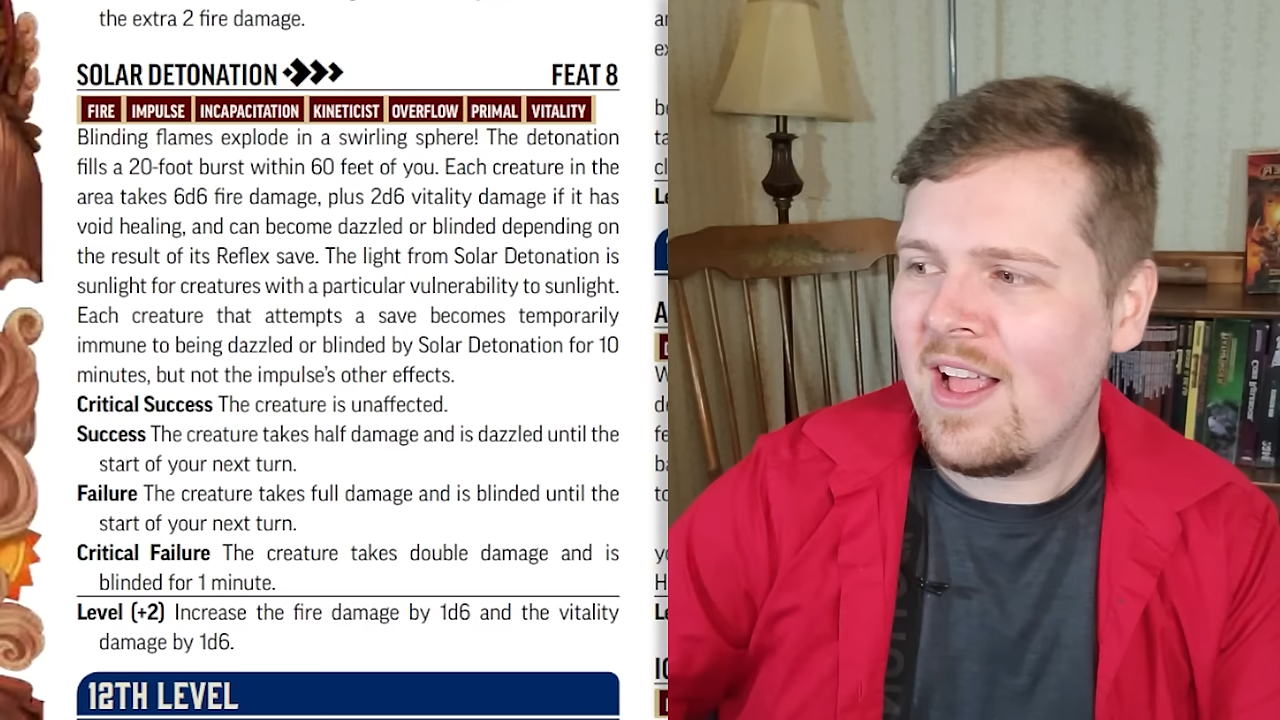 the extra 2 fire damage.
SOLAR DETONATION
FEAT 8
FIRE IMPULSE INCAPACITATION KINETICIST OVERFLOW PRIMAL VITALITY
Blinding flames explode in a swirling sphere! The detonation
fills a 20-foot burst within 60 feet of you. Each creature in the
area takes 6d6 fire damage, plus 2d6 vitality damage if it has
void healing, and can become dazzled or blinded depending on
the result of its Reflex save. The light from Solar Detonation is
sunlight for creatures with a particular vulnerability to sunlight.
Each creature that attempts a save becomes temporarily
immune to being dazzled or blinded by Solar Detonation for 10
minutes, but not the impulse's other effects.
Critical Success The creature is unaffected.
Success The creature takes half damage and is dazzled until the
start of your next turn.
Failure The creature takes full damage and is blinded until the
start of your next turn.
Critical Failure The creature takes double damage and is
blinded for 1 minute.
Level (+2) Increase the fire damage by 1d6 and the vitality
damage by 1d6.
12TH LEVEL